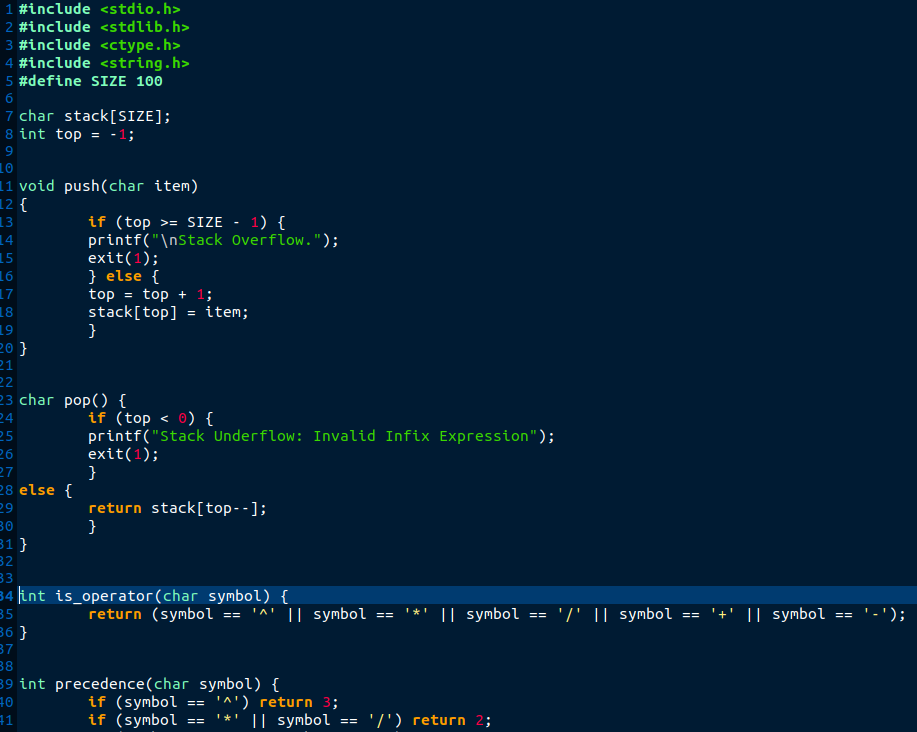 1 #include <stdio.h>
2 #include <stdlib.h>
3 #include <ctype.h>
4 #include <string.h>
5 #define SIZE 100
6
7 char stack[SIZE];
8 int top = -1;
9
10
11 void push(char item)
12 {
13 if (top >= SIZE - 1) {
14 printf("\nStack Overflow.");
15 exit(1);
16 } else {
17 top = top + 1;
18 stack[top] = item;
19 }
20 }
21
22
23 char pop() {
24 if (top < 0) {
25 printf("Stack Underflow: Invalid Infix Expression");
26 exit(1);
27 }
28 else {
29 return stack[top--];
30 }
31 }
32
33
34 int is_operator(char symbol) {
35 return (symbol == '^' || symbol == '*' || symbol == '/' || symbol == '+' || symbol == '-');
36 }
37
38
39 int precedence(char symbol) {
40 if (symbol == '^') return 3;
41 if (symbol == '*' || symbol == '/') return 2;